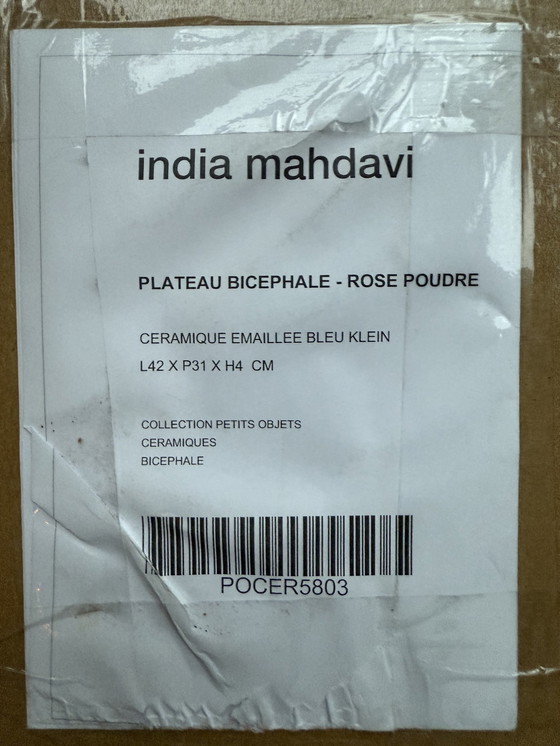 india mahdavi
PLATEAU BICEPHALE - ROSE POUDRE
CERAMIQUE EMAILLEE BLEU KLEIN
L42 X P31 X H4 CM
COLLECTION PETITS OBJETS
CERAMIQUES
BICEPHALE
POCER5803